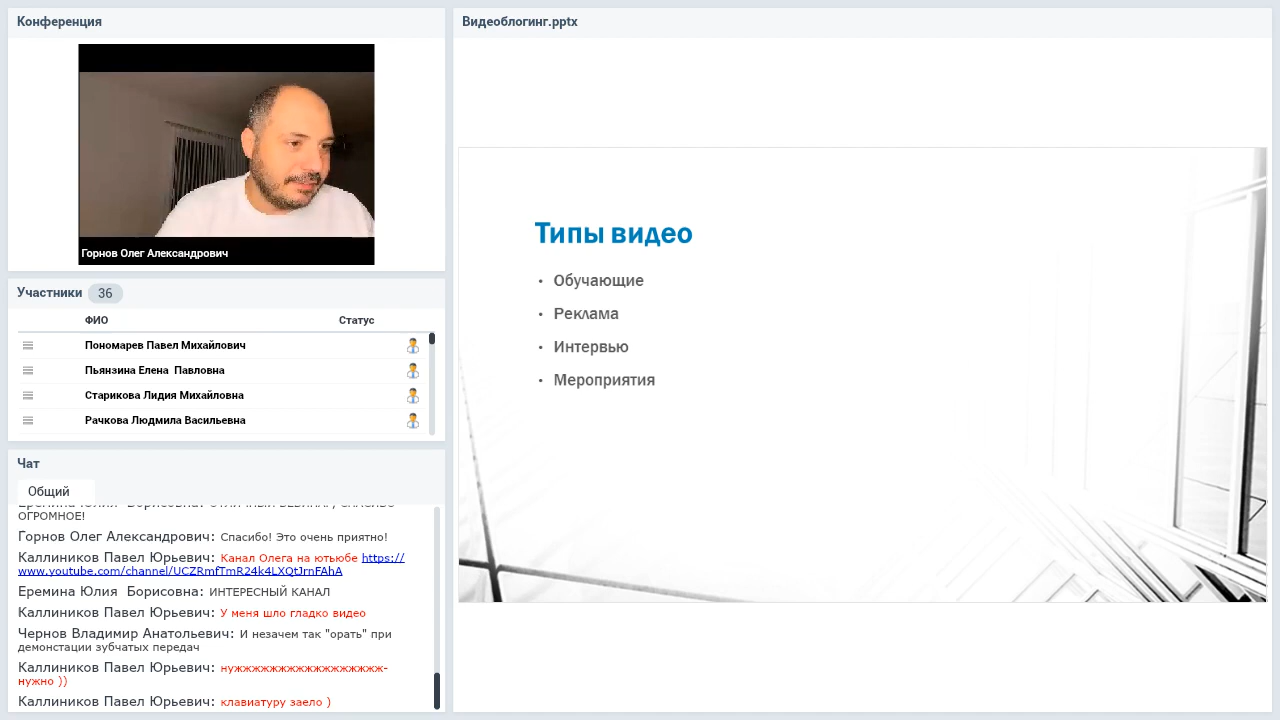 Конференция
Горнов Олег Александрович
Участники 36
ФИО Статус
Пономарев Павел Михайлович
Пьянзина Елена Павловна
Старикова Лидия Михайловна
Рачкова Людмила Васильевна
Чат
Общий
ОГРОМНОЕ!
Горнов Олег Александрович: Спасибо! Это очень приятно!
Каллиников Павел Юрьевич: Канал Олега на ютьюбе https://
www.youtube.com/channel/UCZRmfTmR24k4LXQtJrnFAhA
Еремина Юлия Борисовна: ИНТЕРЕСНЫЙ КАНАЛ
Каллиников Павел Юрьевич: У меня шло гладко видео
Чернов Владимир Анатольевич: И незачем так "орать" при
демонстации зубчатых передач
Каллиников Павел Юрьевич: нужжжжжжжжжжжжжжжжж-
нужно ))
Каллиников Павел Юрьевич: клавиатуру заело )
Видеоблогинг.pptx
Типы видео
• Обучающие
• Реклама
• Интервью
• Мероприятия